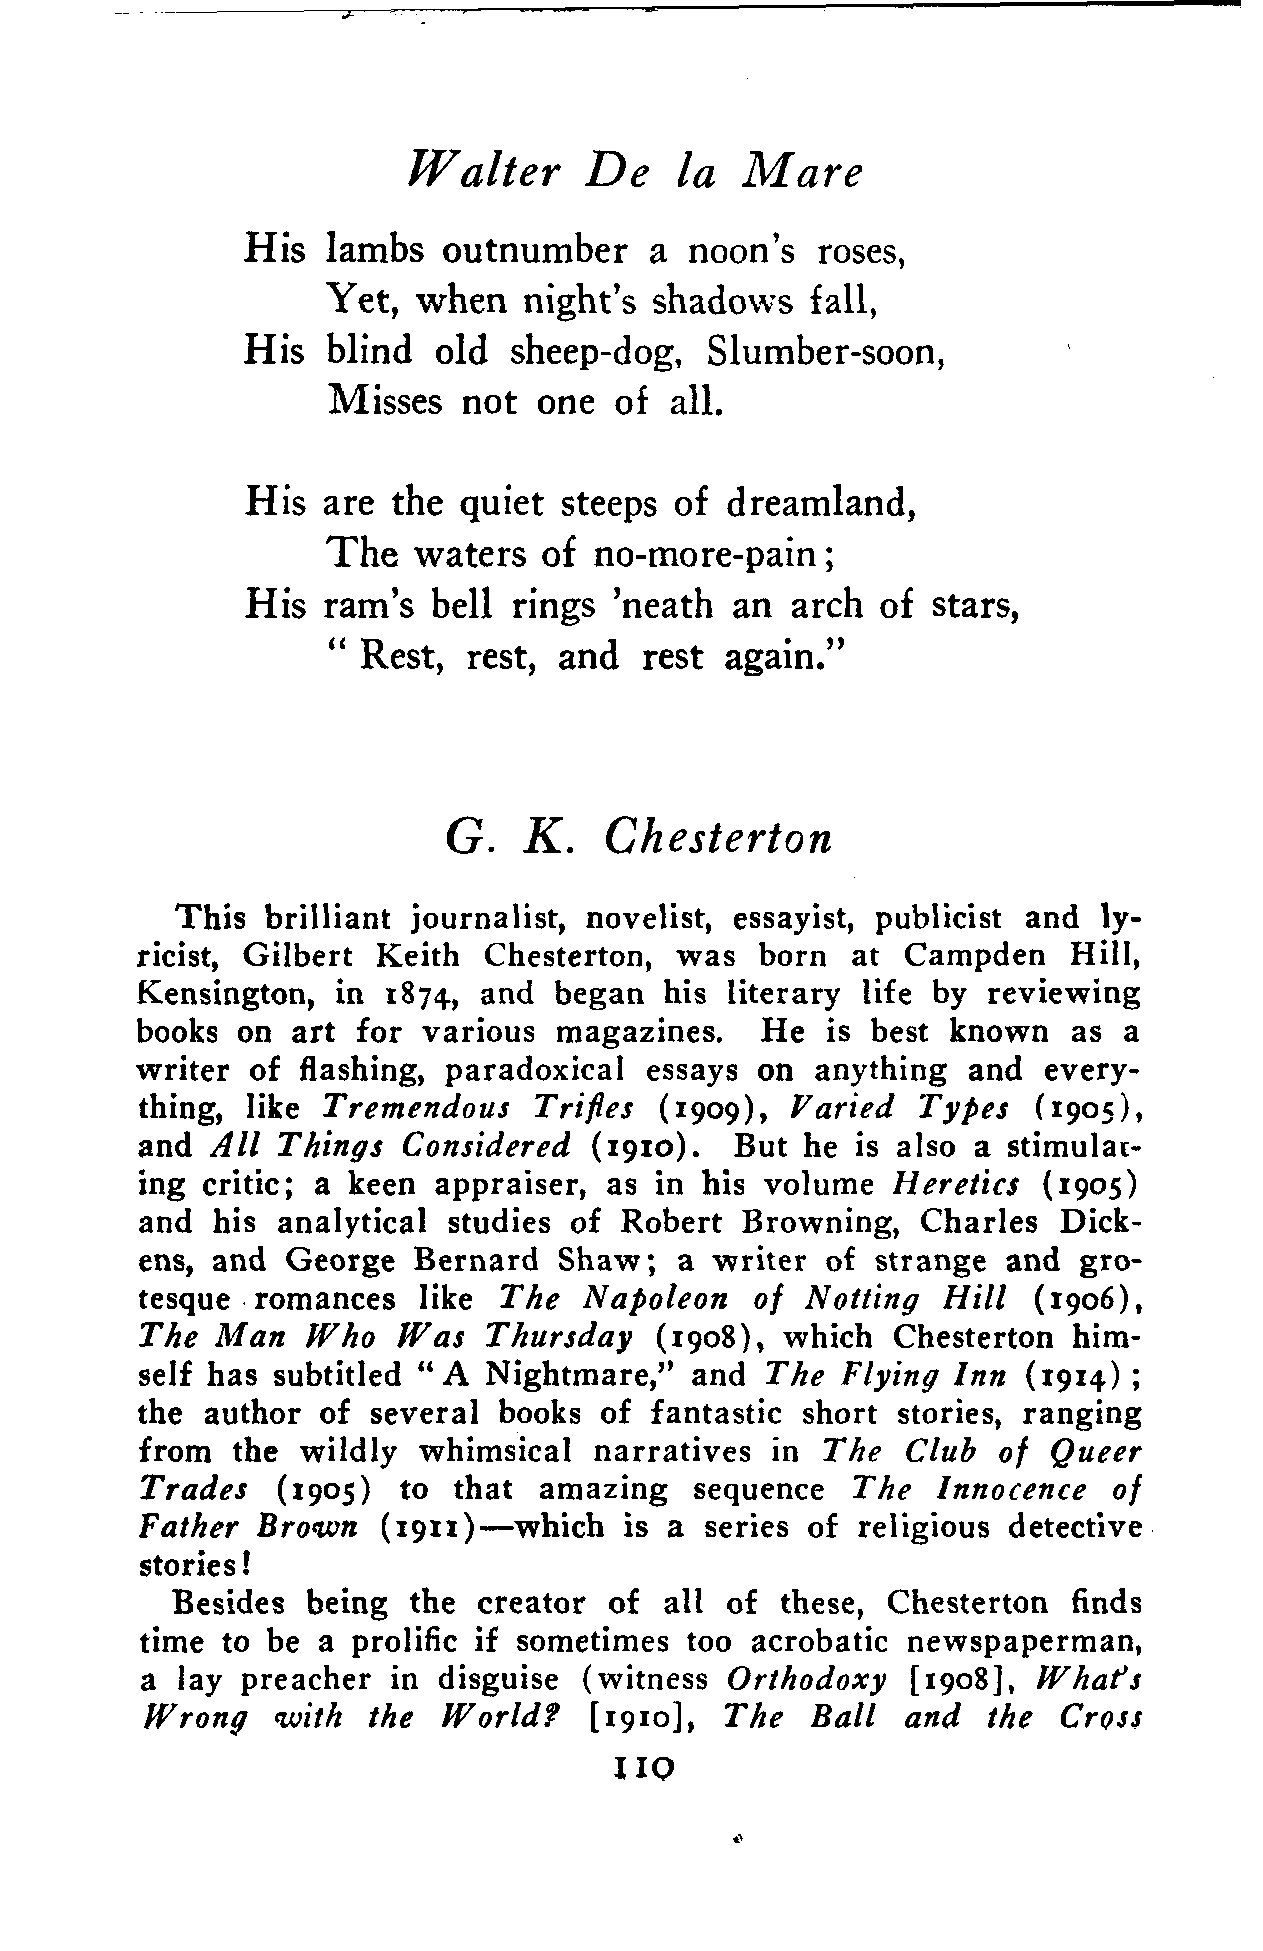 Walter De la Mare
His lambs outnumber a noon's roses,
Yet, when night's shadows fall,
His blind old sheep-dog, Slumber-soon,
Misses not one of all.
His are the quiet steeps of dreamland,
The waters of no-more-pain;
His ram's bell rings 'neath an arch of stars,
"Rest, rest, and rest again."
G. K. Chesterton
This brilliant journalist, novelist, essayist, publicist and ly-
ricist, Gilbert Keith Chesterton, was born at Campden Hill,
Kensington, in 1874, and began his literary life by reviewing
books on art for various magazines. He is best known as a
writer of flashing, paradoxical essays on anything and every-
thing, like Tremendous Trifles (1909), Varied Types (1905),
and All Things Considered (1910). But he is also a stimulat-
ing critic; a keen appraiser, as in his volume Heretics (1905)
and his analytical studies of Robert Browning, Charles Dick-
ens, and George Bernard Shaw; a writer of strange and gro-
tesque romances like The Napoleon of Notting Hill (1906),
The Man Who Was Thursday (1908), which Chesterton him-
self has subtitled "A Nightmare," and The Flying Inn (1914);
the author of several books of fantastic short stories, ranging
from the wildly whimsical narratives in The Club of Queer
Trades (1905) to that amazing sequence The Innocence of
Father Brown (1911)—which is a series of religious detective
stories!
Besides being the creator of all of these, Chesterton finds
time to be a prolific if sometimes too acrobatic newspaperman,
a lay preacher in disguise (witness Orthodoxy [1908], What's
Wrong with the World? [1910], The Ball and the Cross
110